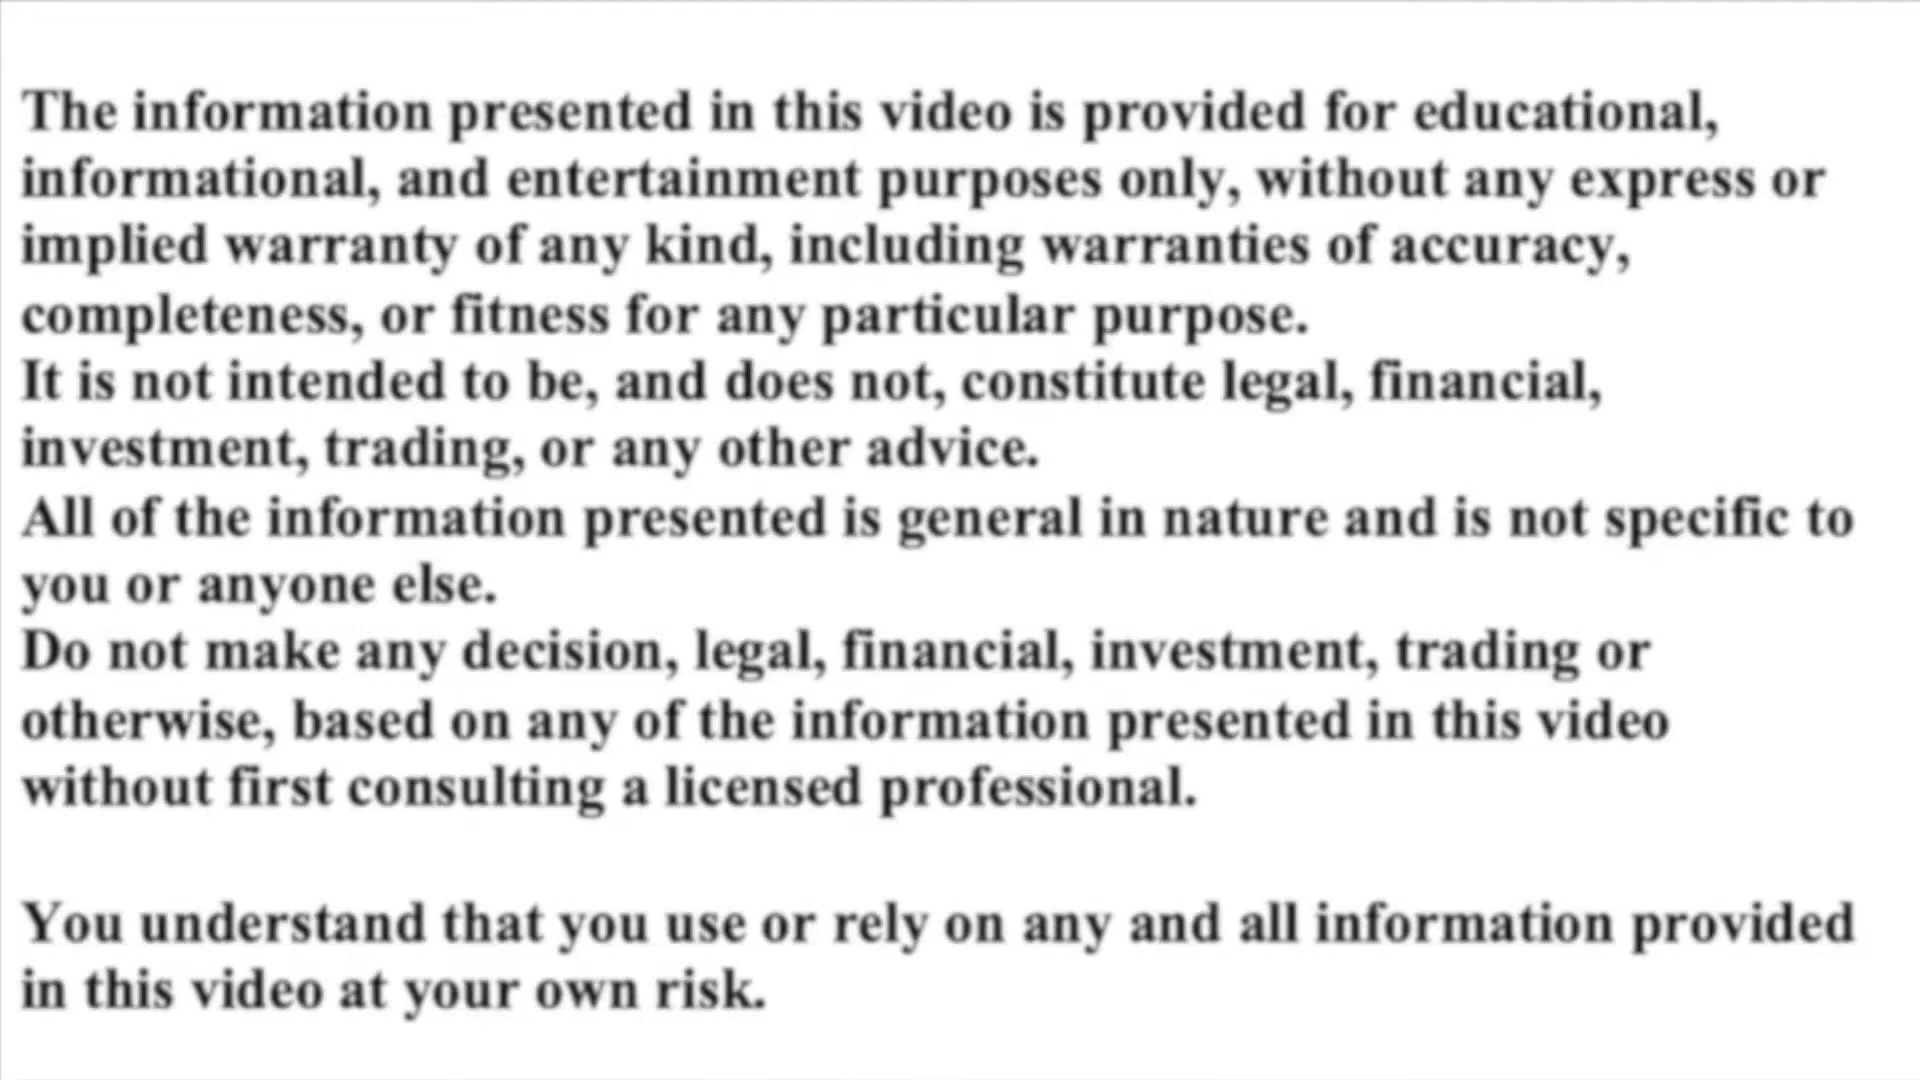 The information presented in this video is provided for educational,
informational, and entertainment purposes only, without any express or
implied warranty of any kind, including warranties of accuracy,
completeness, or fitness for any particular purpose.
It is not intended to be, and does not, constitute legal, financial,
investment, trading, or any other advice.
All of the information presented is general in nature and is not specific to
you or anyone else.
Do not make any decision, legal, financial, investment, trading or
otherwise, based on any of the information presented in this video
without first consulting a licensed professional.
You understand that you use or rely on any and all information provided
in this video at your own risk.